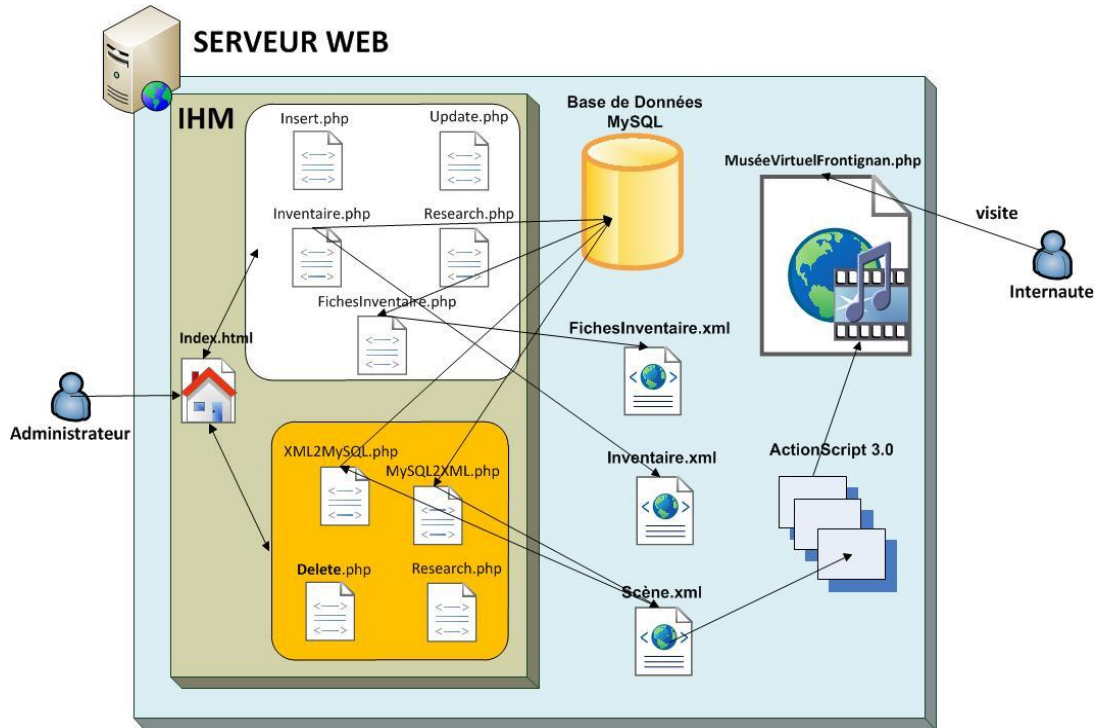 SERVEUR WEB
IHM
Insert.php
Update.php
Inventaire.php
Research.php
FichesInventaire.php
Index.html
Administrateur
XML2MySQL.php
MySQL2XML.php
Delete.php
Research.php
Base de Données
MySQL
FichesInventaire.xml
Inventaire.xml
Scène.xml
MuséeVirtuelFrontignan.php
visite
Internaute
ActionScript 3.0